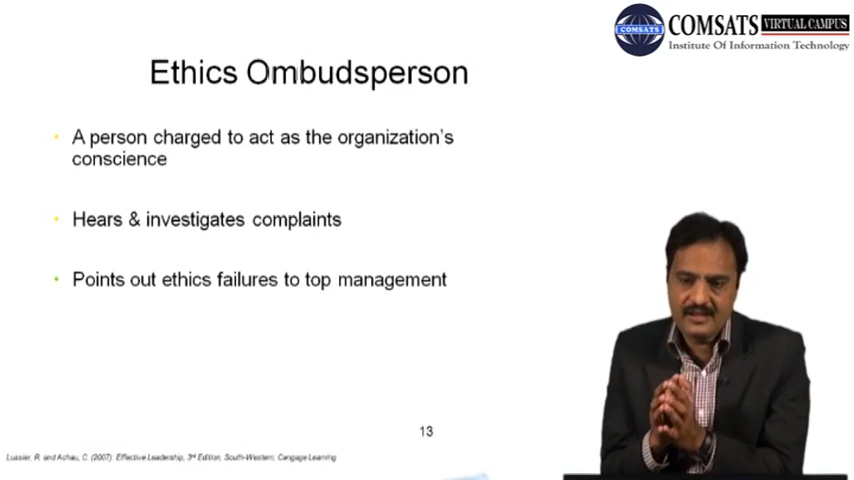 COMSATS
COMSATS VIRTUAL CAMPUS
Institute Of Information Technology
Ethics Ombudsperson
• A person charged to act as the organization's
conscience
• Hears & investigates complaints
• Points out ethics failures to top management
13
Lussier, R. and Achau, C. (2007): Effective Leadership, 3rd Edition, South-Western, Cengage Learning